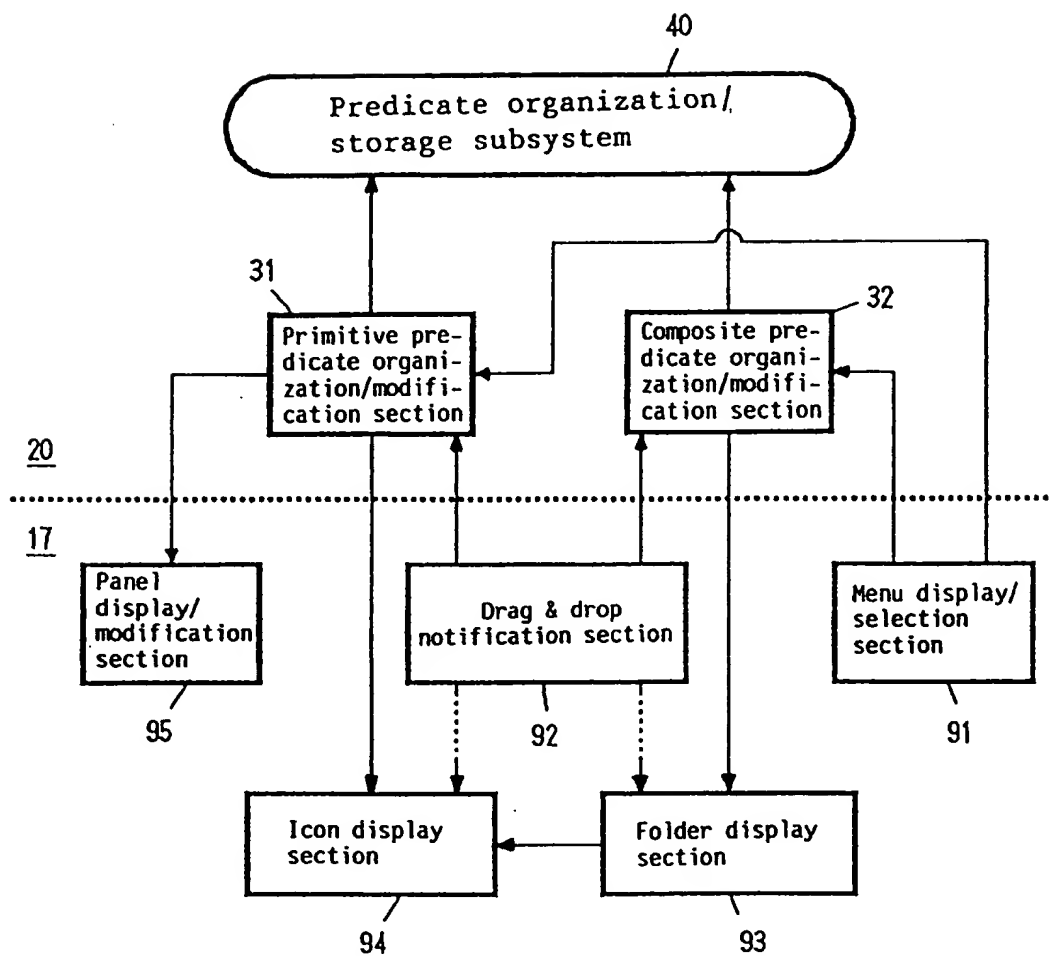 40
Predicate organization/
storage subsystem
31
Primitive pre-
dicate organi-
zation/modifi-
cation section
32
Composite pre-
dicate organi-
zation/modifi-
cation section
20
17
Panel
display/
modification
section
95
Drag & drop
notification section
92
Menu display/
selection
section
91
Icon display
section
94
Folder display
section
93